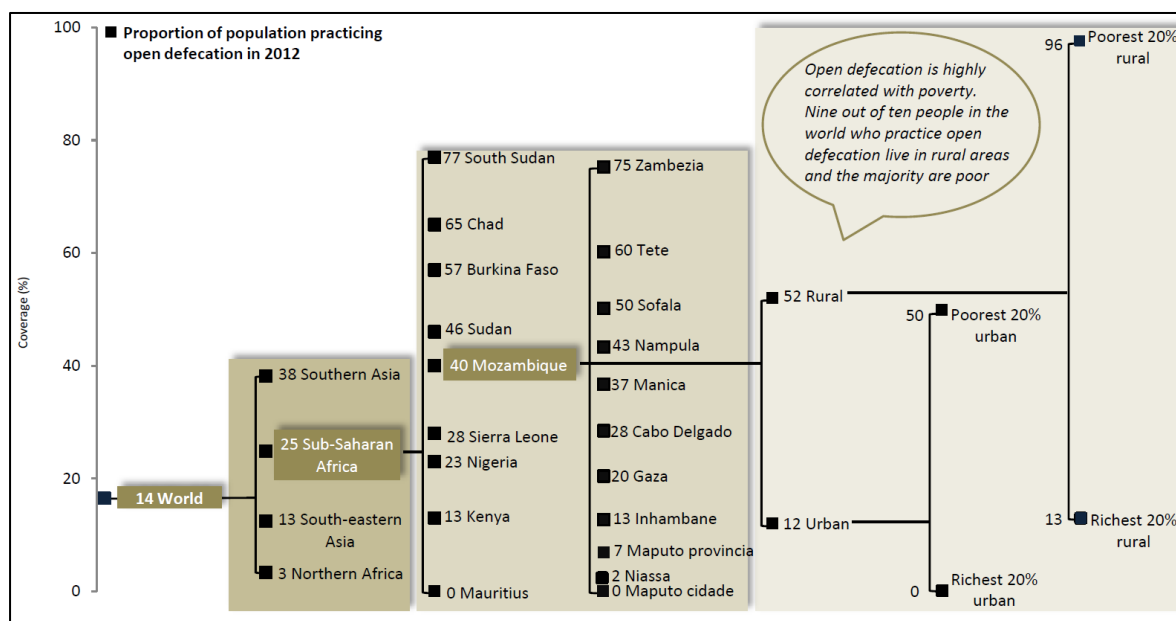 100
80
60
40
20
0
Coverage (%)
Proportion of population practicing
open defecation in 2012
14 World
38 Southern Asia
25 Sub-Saharan
Africa
13 South-eastern
Asia
3 Northern Africa
77 South Sudan
65 Chad
57 Burkina Faso
46 Sudan
40 Mozambique
28 Sierra Leone
23 Nigeria
13 Kenya
0 Mauritius
75 Zambezia
60 Tete
50 Sofala
43 Nampula
37 Manica
28 Cabo Delgado
20 Gaza
13 Inhambane
7 Maputo provincia
2 Niassa
0 Maputo cidade
Open defecation is highly
correlated with poverty.
Nine out of ten people in the
world who practice open
defecation live in rural areas
and the majority are poor
52 Rural
12 Urban
50 Poorest 20%
urban
0 Richest 20%
urban
96 Poorest 20%
rural
13 Richest 20%
rural